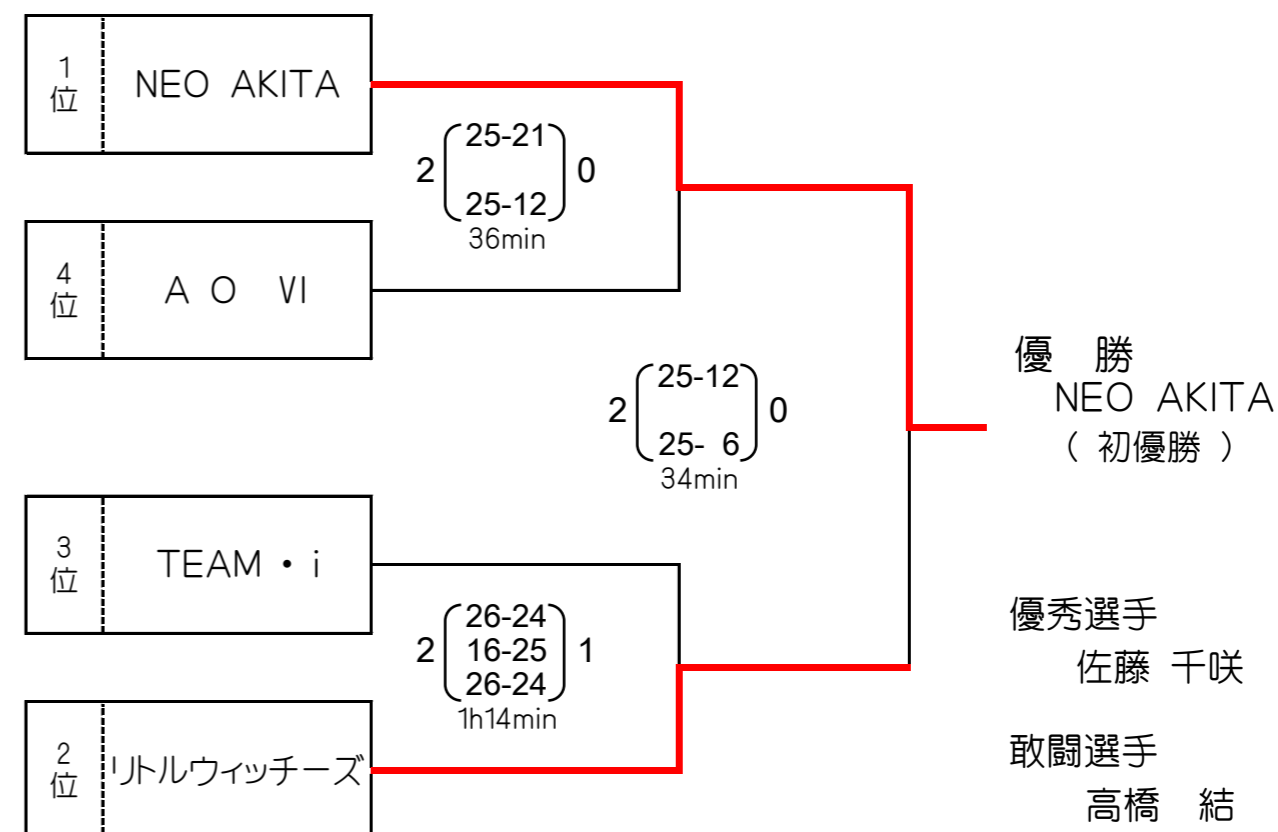 1位 NEO AKITA
25-21
2 0
25-12
36min
4位 A O VI
優 勝
NEO AKITA
( 初優勝 )
25-12
2 0
25- 6
34min
3位 TEAM・i
26-24
2 16-25 1
26-24
1h14min
2位 リトルウィッチーズ
優秀選手
佐藤 千咲
敢闘選手
高橋 結